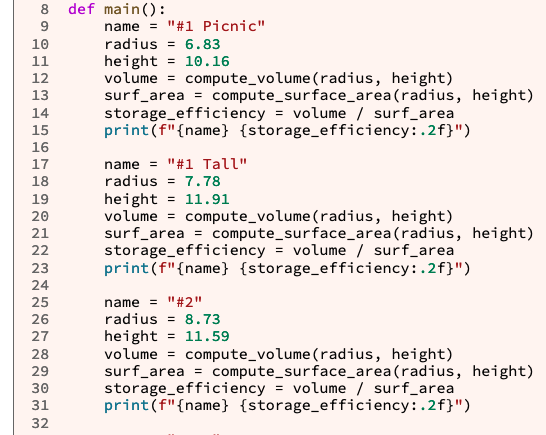 8 def main():
9     name = "#1 Picnic"
10     radius = 6.83
11     height = 10.16
12     volume = compute_volume(radius, height)
13     surf_area = compute_surface_area(radius, height)
14     storage_efficiency = volume / surf_area
15     print(f"{name} {storage_efficiency:.2f}")
16
17     name = "#1 Tall"
18     radius = 7.78
19     height = 11.91
20     volume = compute_volume(radius, height)
21     surf_area = compute_surface_area(radius, height)
22     storage_efficiency = volume / surf_area
23     print(f"{name} {storage_efficiency:.2f}")
24
25     name = "#2"
26     radius = 8.73
27     height = 11.59
28     volume = compute_volume(radius, height)
29     surf_area = compute_surface_area(radius, height)
30     storage_efficiency = volume / surf_area
31     print(f"{name} {storage_efficiency:.2f}")
32